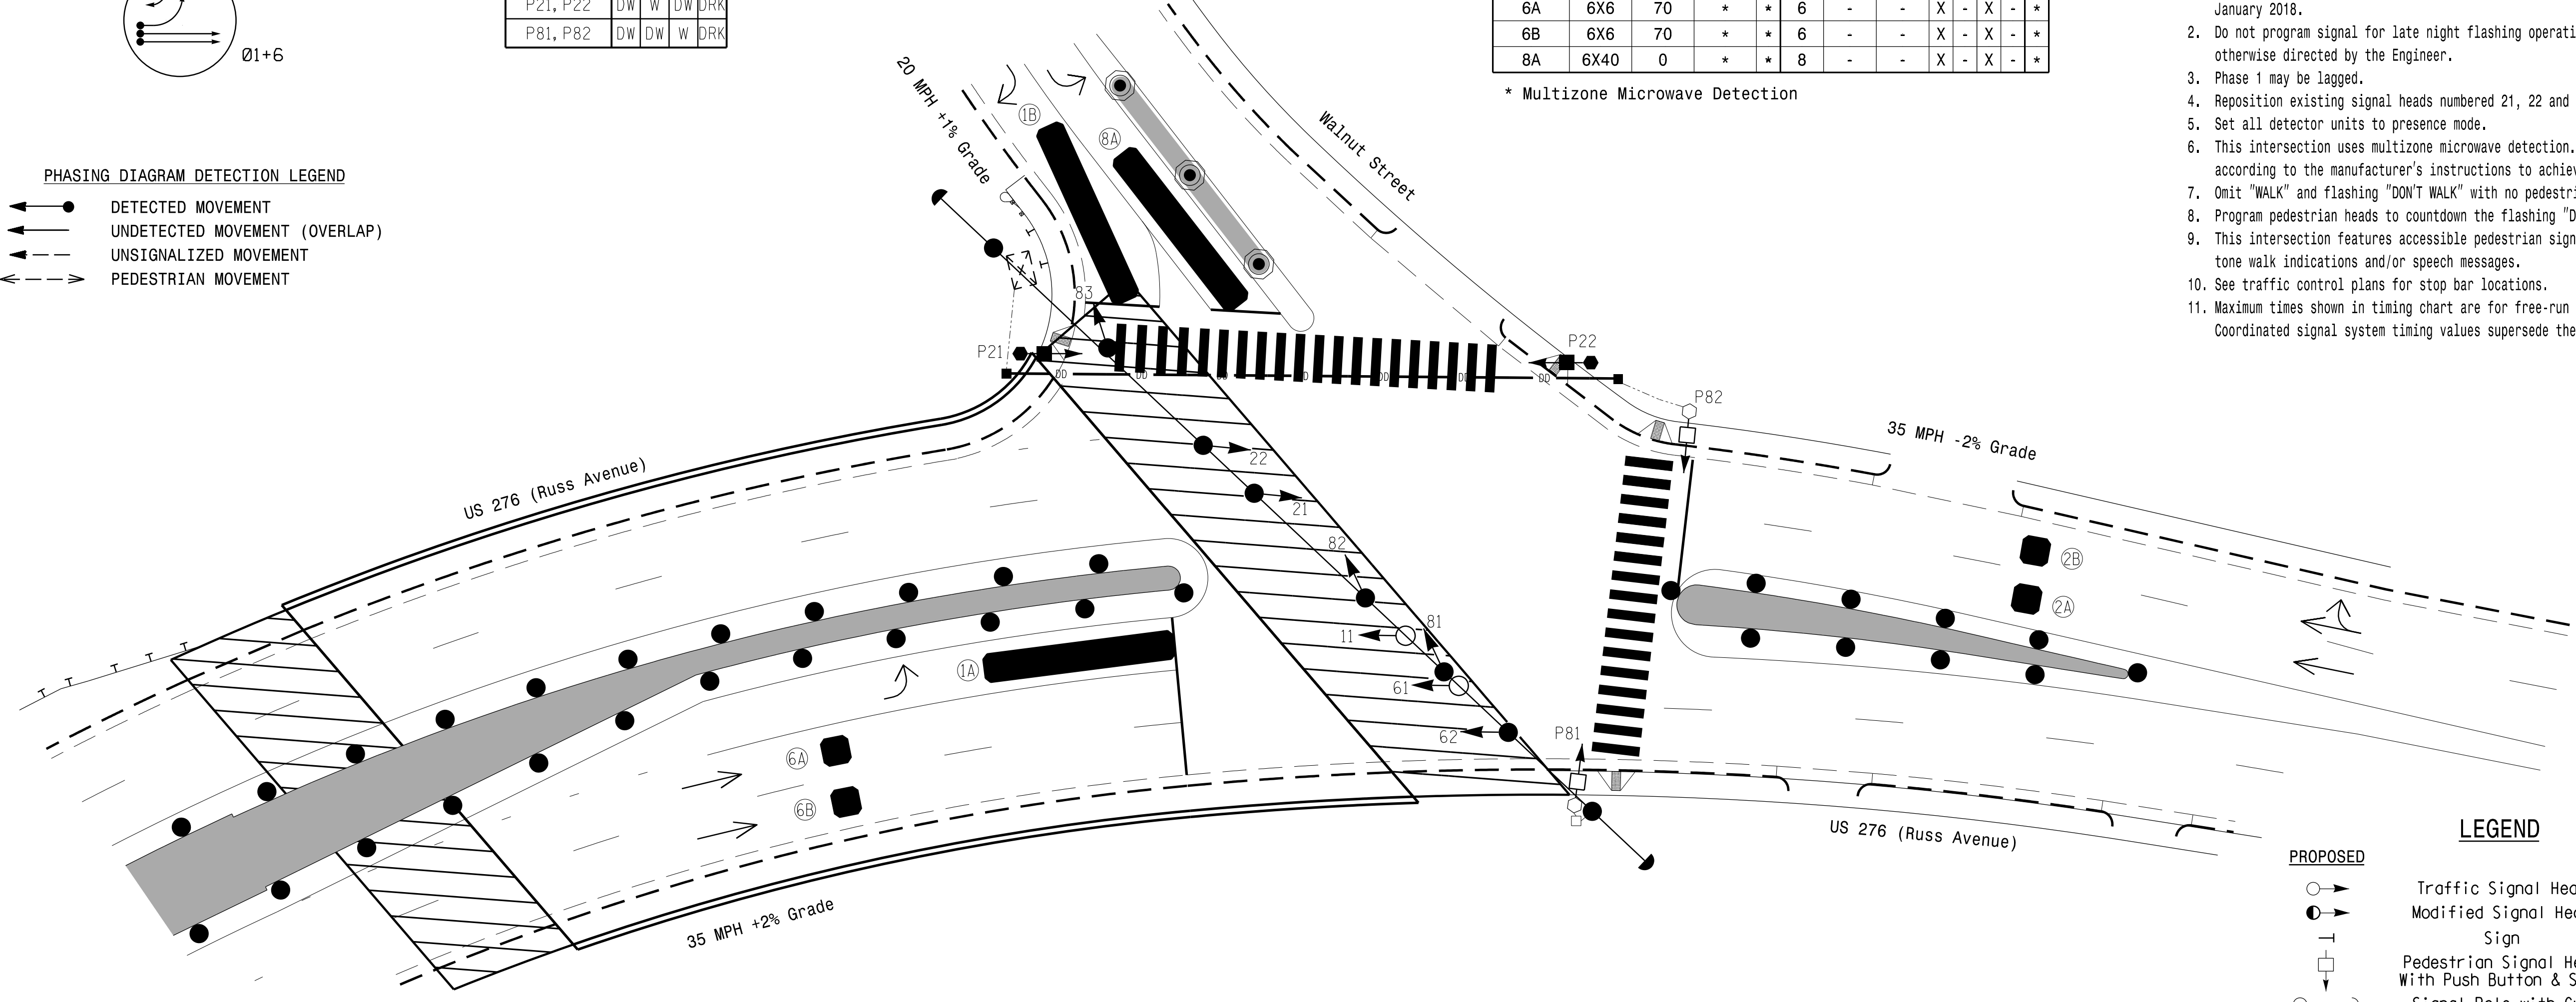 Ø1+6
P21, P22 DW W DW DRK
P81, P82 DW DW W DRK
6A 6X6 70 * * 6 - - X - X - *
6B 6X6 70 * * 6 - - X - X - *
8A 6X40 0 * * 8 - - X - X - *
* Multizone Microwave Detection
January 2018.
2. Do not program signal for late night flashing
otherwise directed by the Engineer.
3. Phase 1 may be lagged.
4. Reposition existing signal heads numbered 21, 22 and
5. Set all detector units to presence mode.
6. This intersection uses multizone microwave detection.
according to the manufacturer's instructions to
7. Omit "WALK" and flashing "DON'T WALK" with no
8. Program pedestrian heads to countdown the flashing
9. This intersection features accessible pedestrian
tone walk indications and/or speech messages.
10. See traffic control plans for stop bar locations.
11. Maximum times shown in timing chart are for free-run
Coordinated signal system timing values supersede
PHASING DIAGRAM DETECTION LEGEND
DETECTED MOVEMENT
UNDETECTED MOVEMENT (OVERLAP)
UNSIGNALIZED MOVEMENT
PEDESTRIAN MOVEMENT
20 MPH +1% Grade
1B
8A
Walnut Street
83
P21
P22
P82
DD DD DD DD DD
35 MPH -2% Grade
US 276 (Russ Avenue)
22
21
82
11
81
61
62
P81
1A
6A
6B
2B
2A
35 MPH +2% Grade
US 276 (Russ Avenue)
LEGEND
PROPOSED
Traffic Signal
Modified Signal
Sign
Pedestrian Signal
With Push Button &